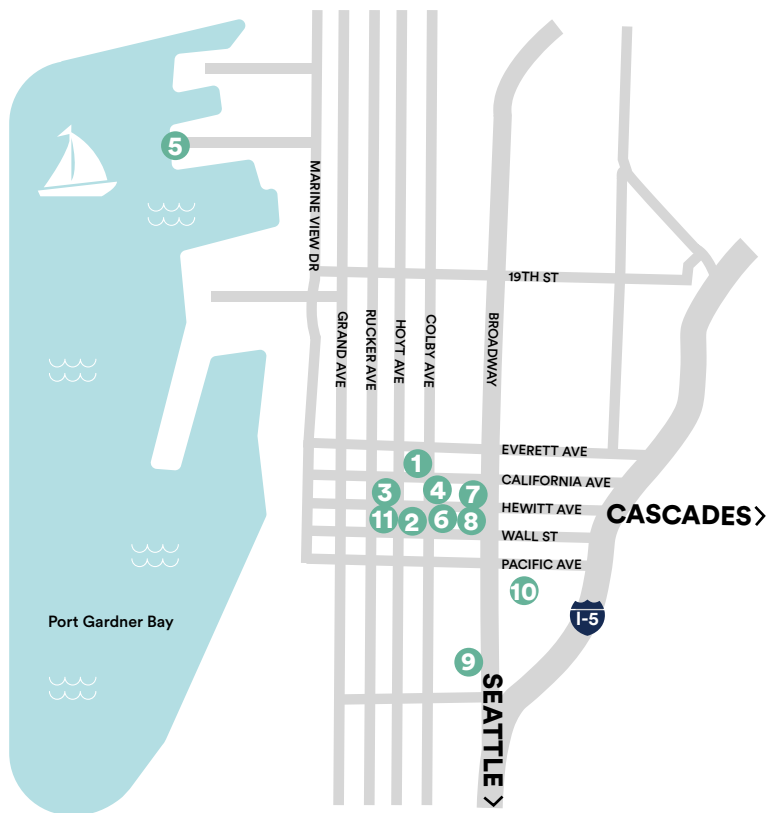 5
MARINE VIEW DR
19TH ST
GRAND AVE
RUCKER AVE
HOYT AVE
COLBY AVE
BROADWAY
EVERETT AVE
1
CALIFORNIA AVE
3
4
7
HEWITT AVE
CASCADES>
11
2
6
8
WALL ST
PACIFIC AVE
10
I-5
Port Gardner Bay
9
SEATTLE >